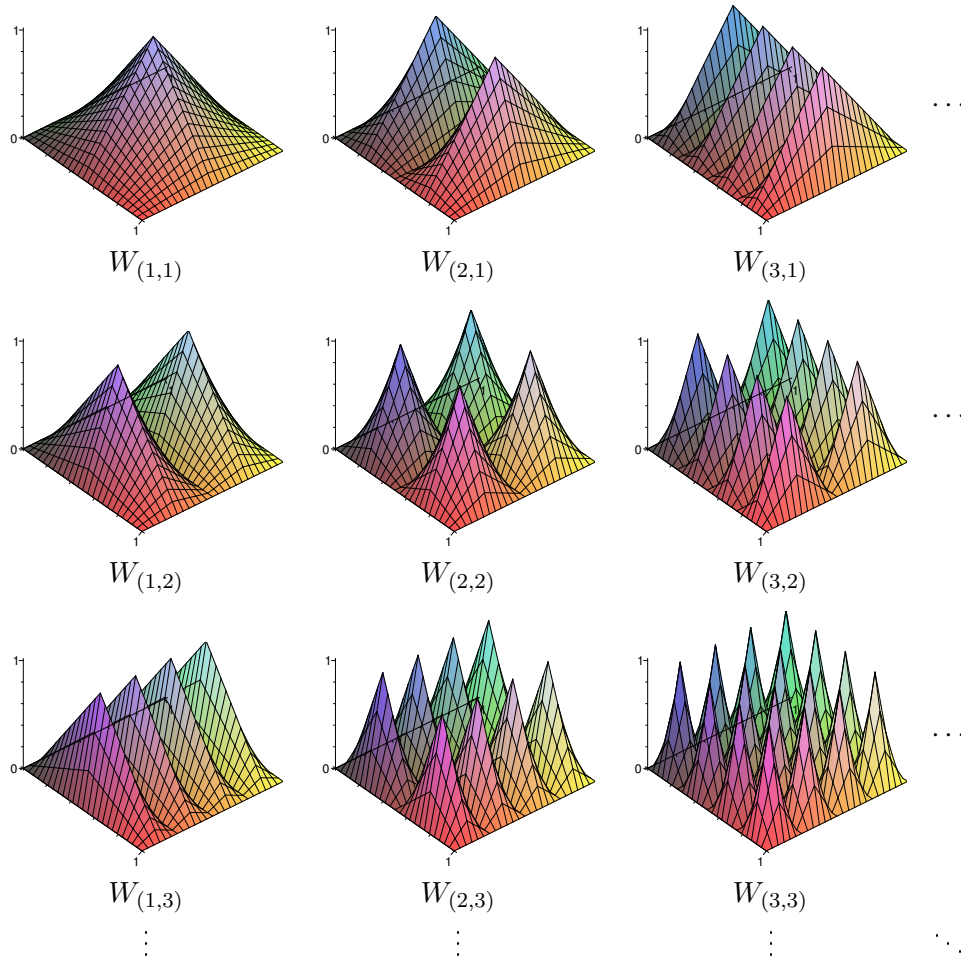 1 1 1
0 0 0 ...
1 1 1
W(1,1) W(2,1) W(3,1)
1 1 1
0 0 0 ...
1 1 1
W(1,2) W(2,2) W(3,2)
1 1 1
0 0 0 ...
1 1 1
W(1,3) W(2,3) W(3,3)
⋮ ⋮ ⋮ ⋱